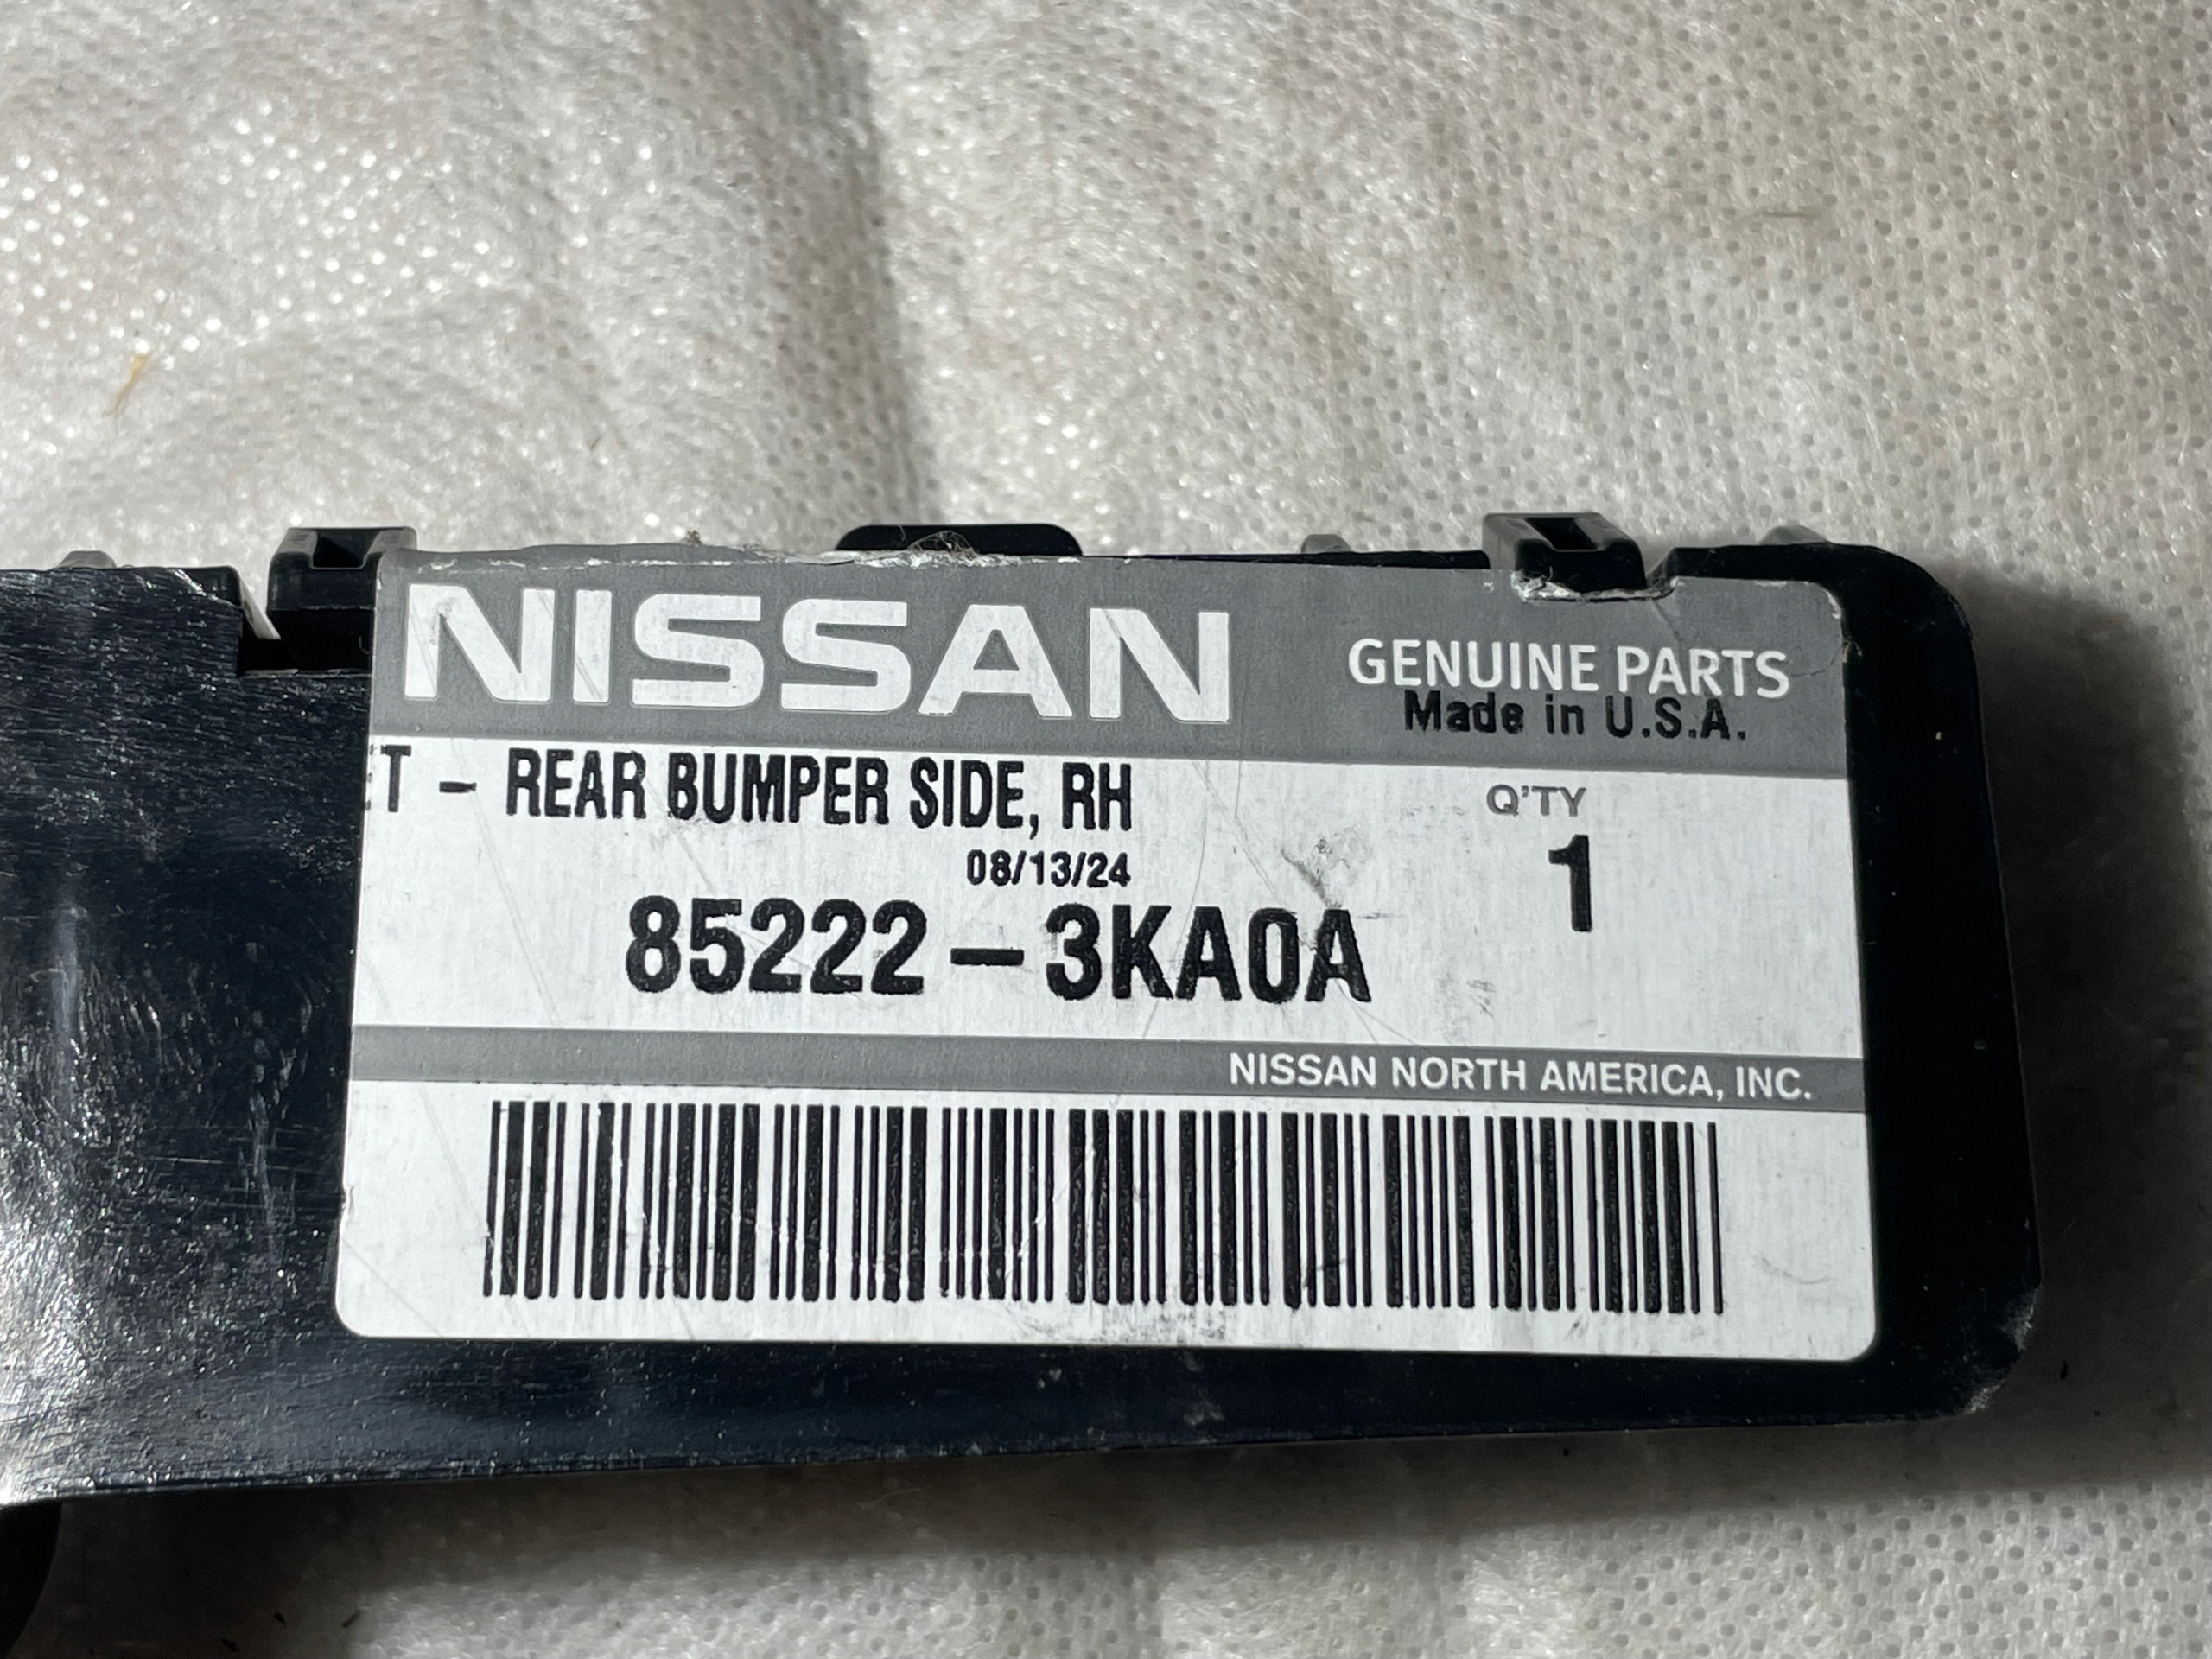 NISSAN
GENUINE PARTS
Made in U.S.A.
ET - REAR BUMPER SIDE, RH
Q'TY
1
08/13/24
85222-3KA0A
NISSAN NORTH AMERICA, INC.